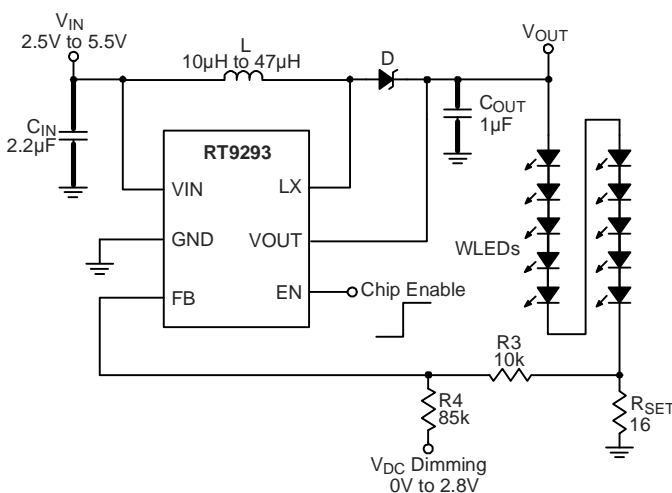 VIN
2.5V to 5.5V
L
10µH to 47µH
D
VOUT
CIN
2.2µF
COUT
1µF
RT9293
VIN
LX
GND
VOUT
WLEDs
FB
EN
Chip Enable
R3
10k
R4
85k
RSET
16
VDC Dimming
0V to 2.8V